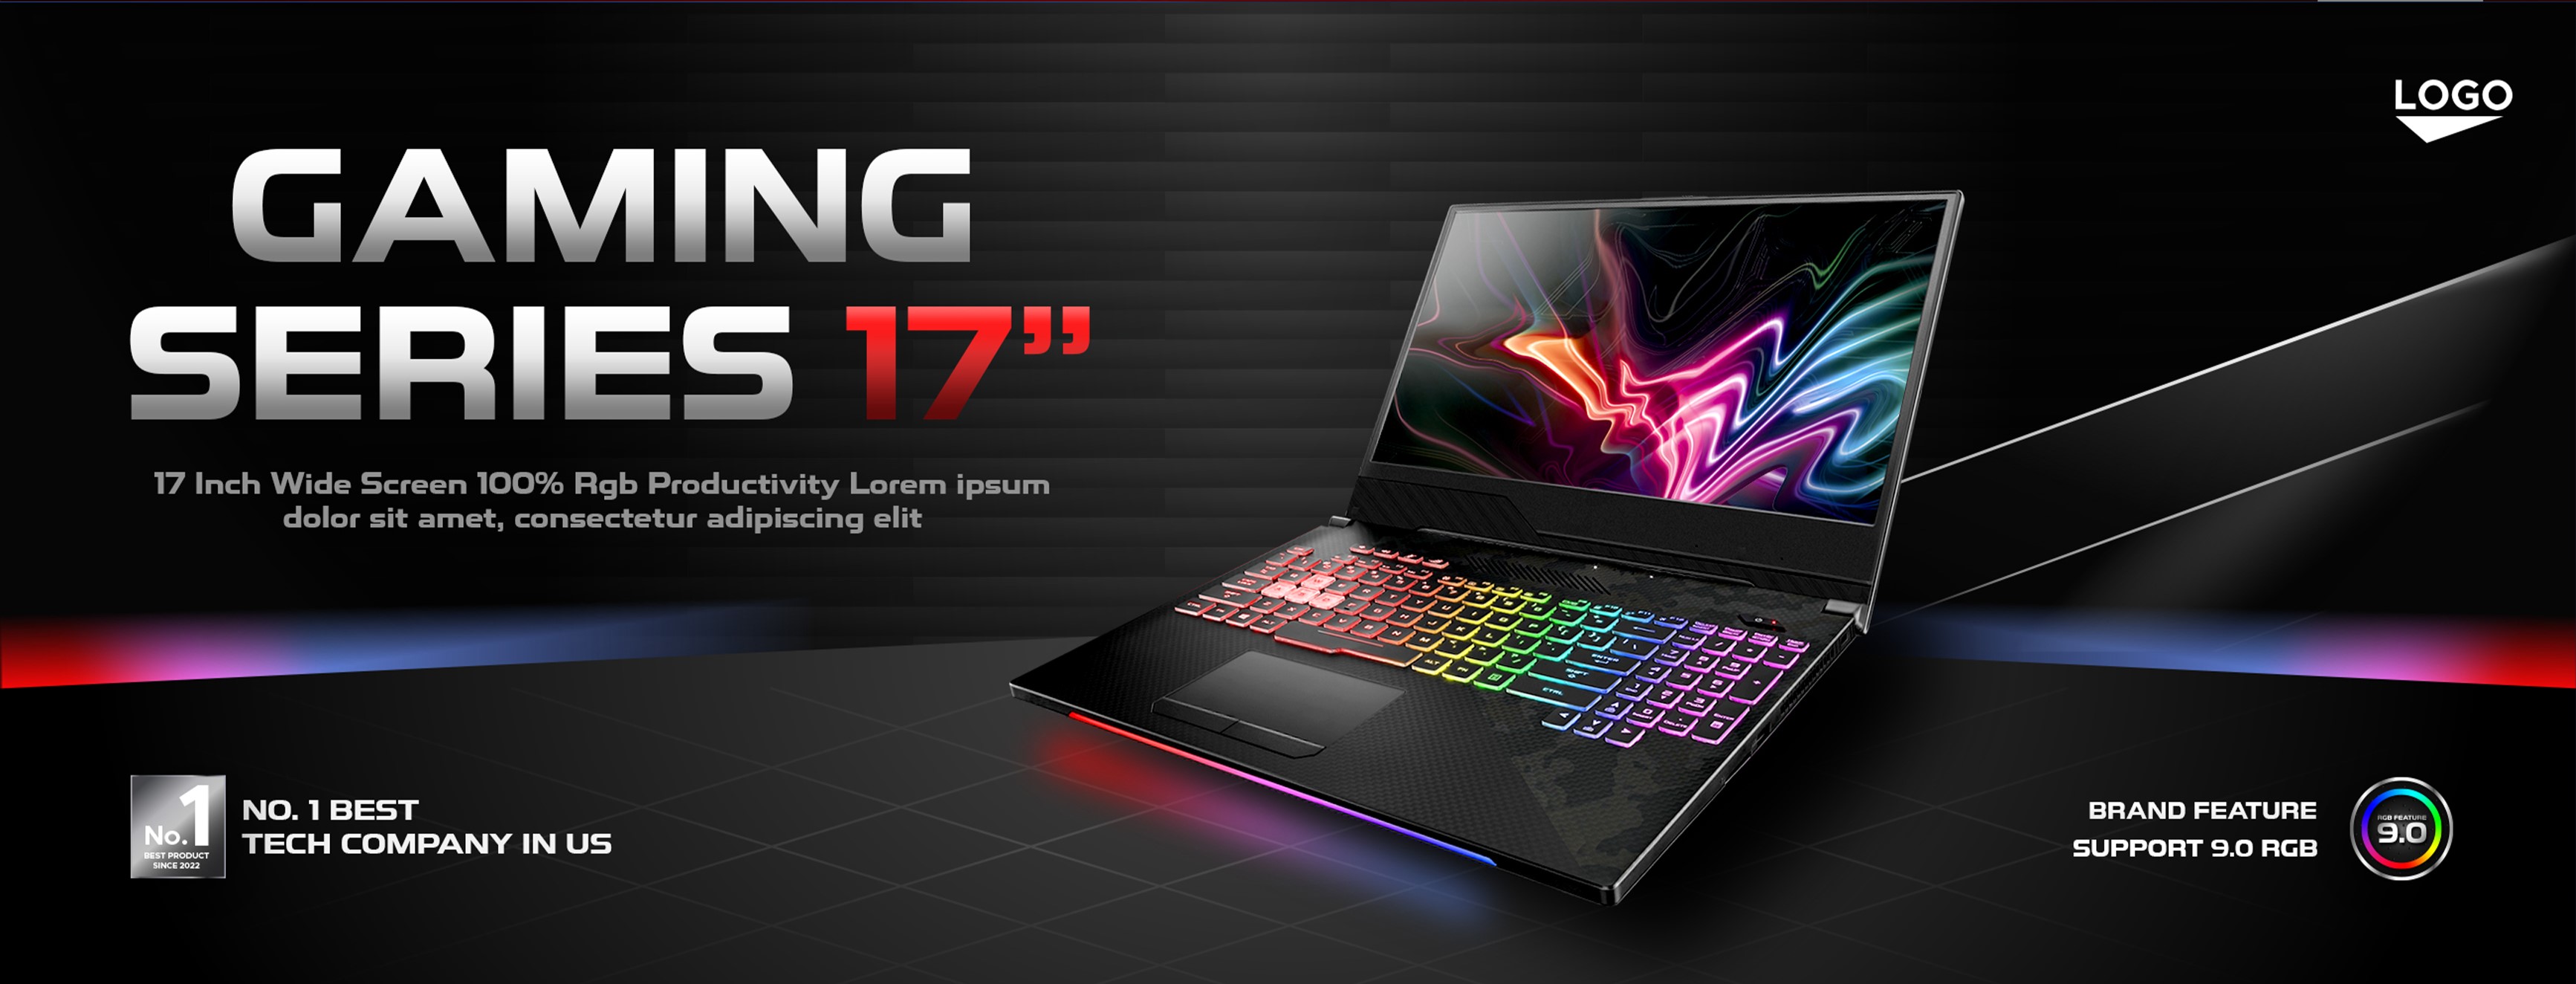 LOGO
GAMING
SERIES 17”
17 Inch Wide Screen 100% Rgb Productivity Lorem ipsum
dolor sit amet, consectetur adipiscing elit
No.1
BEST PRODUCT
SINCE 2022
NO. 1 BEST
TECH COMPANY IN US
BRAND FEATURE
SUPPORT 9.0 RGB
RGB FEATURE
9.0